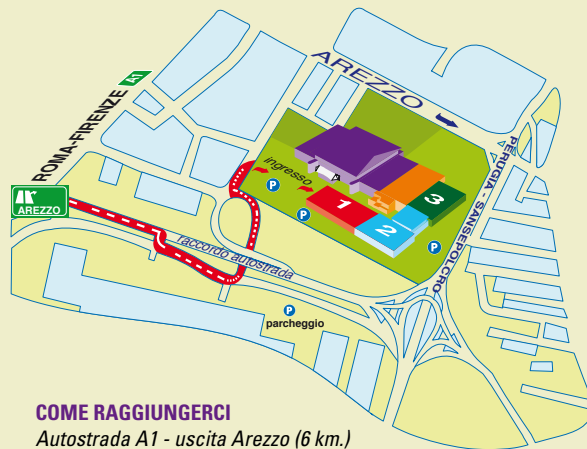 AREZZO
ROMA-FIRENZE A1
AREZZO
ingresso
P
P
1
2
3
P
PERUGIA - SANSEPOLCRO
raccordo autostrada
P
parcheggio
COME RAGGIUNGERCI
Autostrada A1 - uscita Arezzo (6 km.)